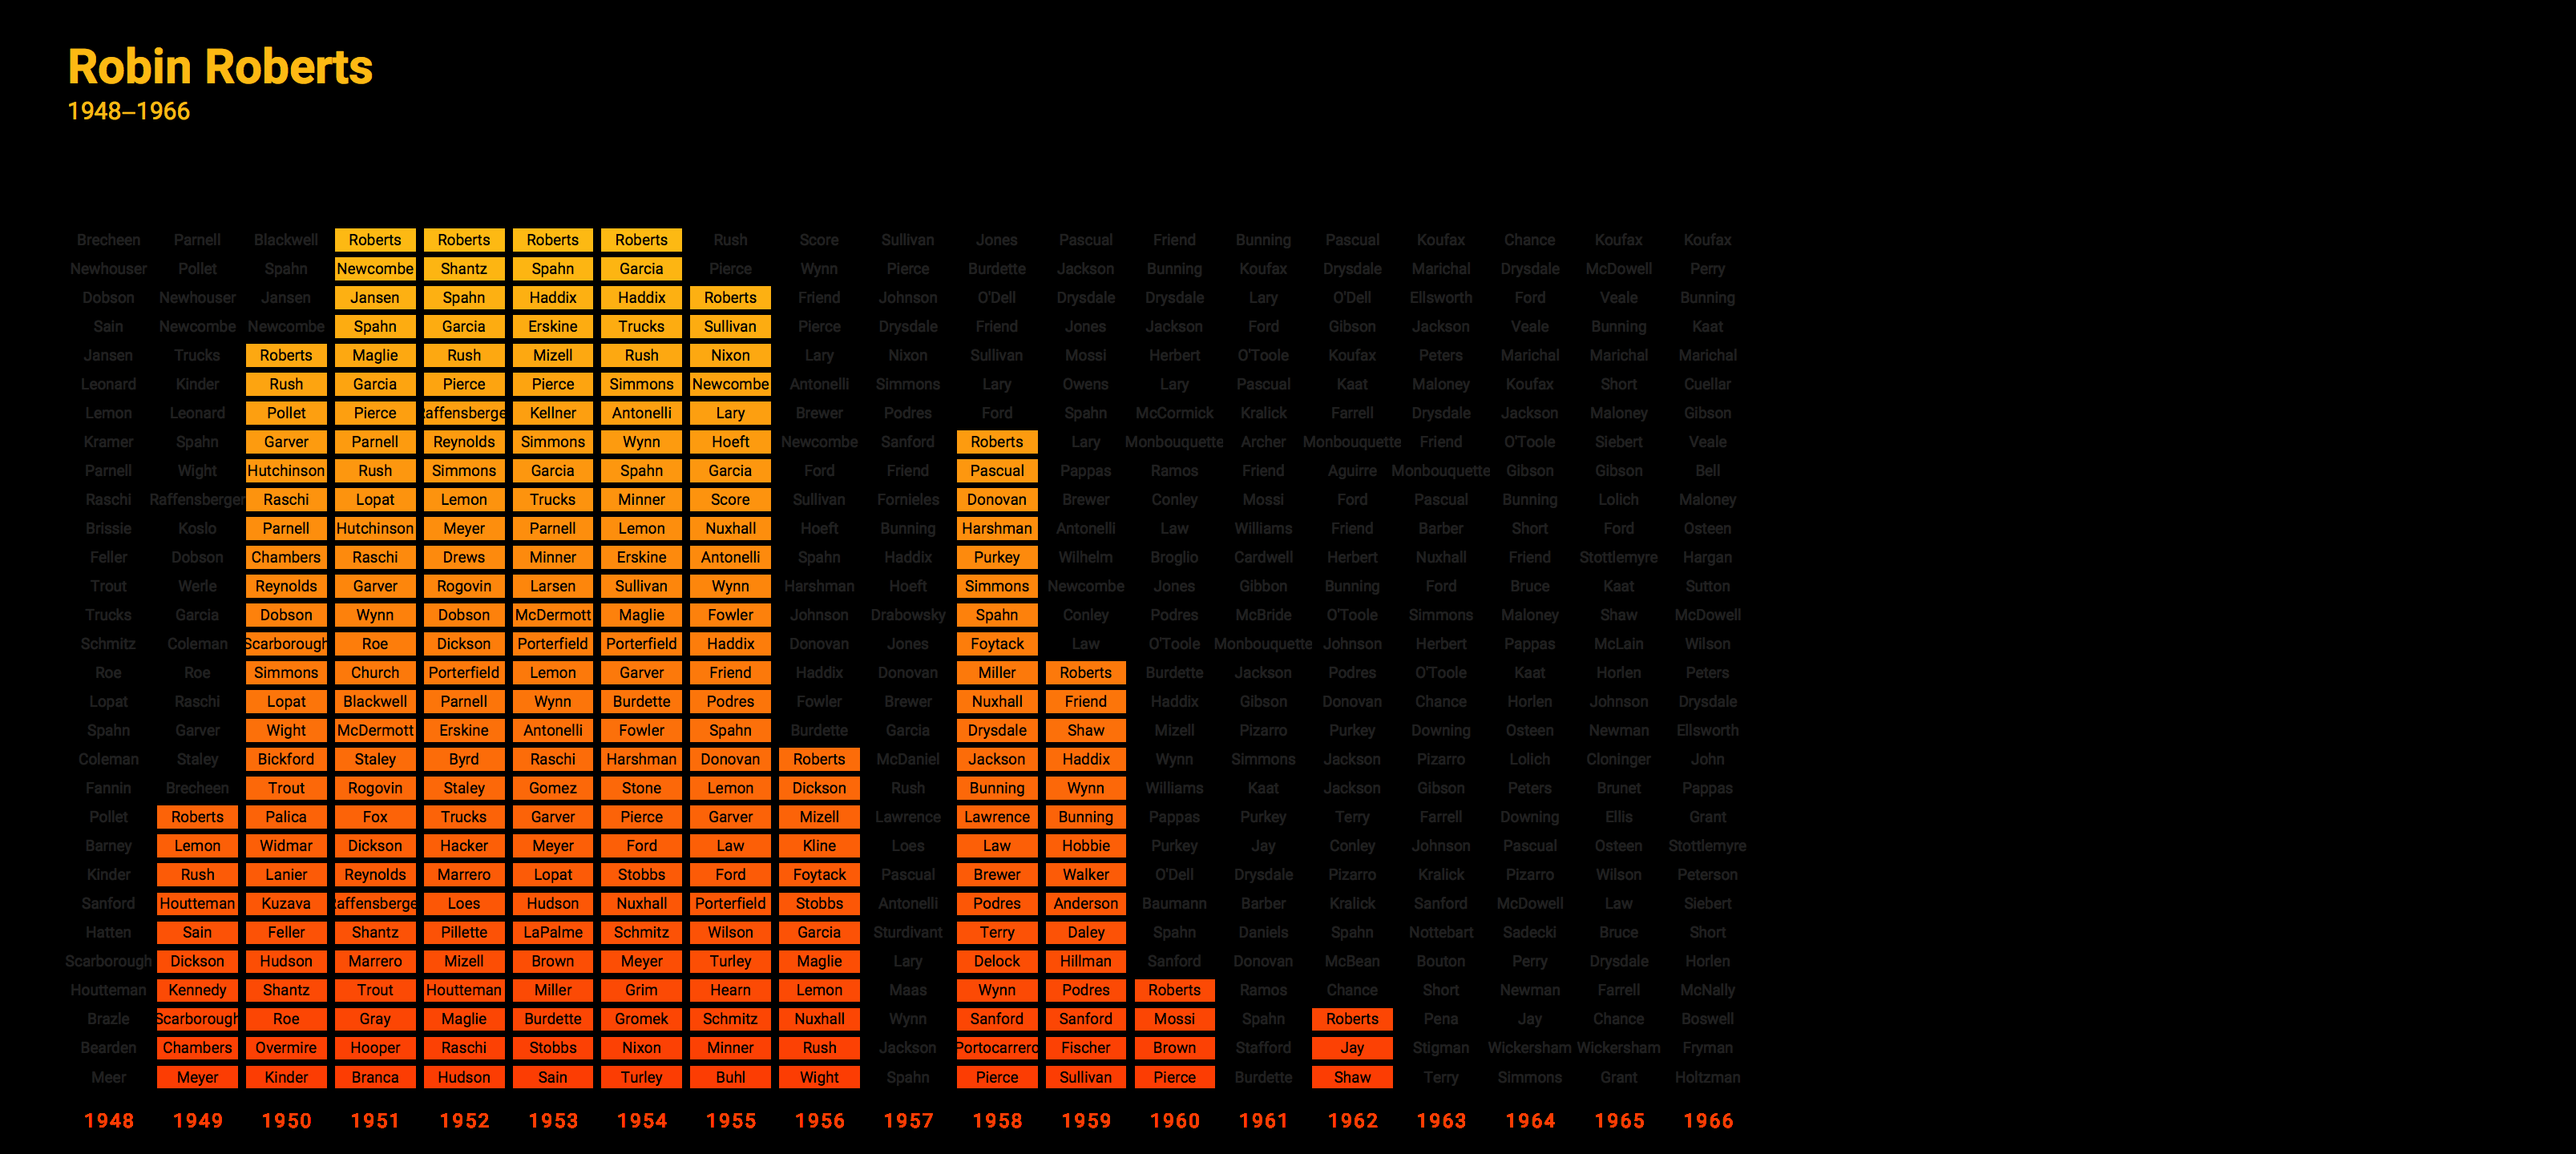 Robin Roberts
1948–1966
Brecheen Parnell Blackwell Roberts Roberts Roberts Roberts Rush Score Sullivan Jones Pascual Friend Bunning Pascual Koufax Chance Koufax Koufax
Newhouser Pollet Spahn Newcombe Shantz Spahn Garcia Pierce Wynn Pierce Burdette Jackson Bunning Koufax Drysdale Marichal Drysdale McDowell Perry
Dobson Newhouser Jansen Jansen Spahn Haddix Haddix Roberts Friend Johnson O'Dell Drysdale Drysdale Lary O'Dell Ellsworth Ford Veale Bunning
Sain Newcombe Newcombe Spahn Garcia Erskine Trucks Sullivan Pierce Drysdale Friend Jones Jackson Ford Gibson Jackson Veale Bunning Kaat
Jansen Trucks Roberts Maglie Rush Mizell Rush Nixon Lary Nixon Sullivan Mossi Herbert O'Toole Koufax Peters Marichal Marichal Marichal
Leonard Kinder Rush Garcia Pierce Pierce Simmons Newcombe Antonelli Simmons Lary Owens Lary Pascual Kaat Maloney Koufax Short Cuellar
Lemon Leonard Pollet Pierce affensberge Kellner Antonelli Lary Brewer Podres Ford Spahn McCormick Kralick Farrell Drysdale Jackson Maloney Gibson
Kramer Spahn Garver Parnell Reynolds Simmons Wynn Hoeft Newcombe Sanford Roberts Lary Monbouquette Archer Monbouquette Friend O'Toole Siebert Veale
Parnell Wight Hutchinson Rush Simmons Garcia Spahn Garcia Ford Friend Pascual Pappas Ramos Friend Aguirre Monbouquette Gibson Gibson Bell
Raschi Raffensberger Raschi Lopat Lemon Trucks Minner Score Sullivan Fornieles Donovan Brewer Conley Mossi Ford Pascual Bunning Lolich Maloney
Brissie Koslo Parnell Hutchinson Meyer Parnell Lemon Nuxhall Hoeft Bunning Harshman Antonelli Law Williams Friend Barber Short Ford Osteen
Feller Dobson Chambers Raschi Drews Minner Erskine Antonelli Spahn Haddix Purkey Wilhelm Broglio Cardwell Herbert Nuxhall Friend Stottlemyre Hargan
Trout Werle Reynolds Garver Rogovin Larsen Sullivan Wynn Harshman Hoeft Simmons Newcombe Jones Gibbon Bunning Ford Bruce Kaat Sutton
Trucks Garcia Dobson Wynn Dobson McDermott Maglie Fowler Johnson Drabowsky Spahn Conley Podres McBride O'Toole Simmons Maloney Shaw McDowell
Schmitz Coleman Scarborough Roe Dickson Porterfield Porterfield Haddix Donovan Jones Foytack Law O'Toole Monbouquette Johnson Herbert Pappas McLain Wilson
Roe Roe Simmons Church Porterfield Lemon Garver Friend Haddix Donovan Miller Roberts Burdette Jackson Podres O'Toole Kaat Horlen Peters
Lopat Raschi Lopat Blackwell Parnell Wynn Burdette Podres Fowler Brewer Nuxhall Friend Haddix Gibson Donovan Chance Horlen Johnson Drysdale
Spahn Garver Wight McDermott Erskine Antonelli Fowler Spahn Burdette Garcia Drysdale Shaw Mizell Pizarro Purkey Downing Osteen Newman Ellsworth
Coleman Staley Bickford Staley Byrd Raschi Harshman Donovan Roberts McDaniel Jackson Haddix Wynn Simmons Jackson Pizarro Lolich Cloninger John
Fannin Brecheen Trout Rogovin Staley Gomez Stone Lemon Dickson Rush Bunning Wynn Williams Kaat Jackson Gibson Peters Brunet Pappas
Pollet Roberts Palica Fox Trucks Garver Pierce Garver Mizell Lawrence Lawrence Bunning Pappas Purkey Terry Farrell Downing Ellis Grant
Barney Lemon Widmar Dickson Hacker Meyer Ford Law Kline Loes Law Hobbie Purkey Jay Conley Johnson Pascual Osteen Stottlemyre
Kinder Rush Lanier Reynolds Marrero Lopat Stobbs Ford Foytack Pascual Brewer Walker O'Dell Drysdale Pizarro Kralick Pizarro Wilson Peterson
Sanford Houtteman Kuzava affensberge Loes Hudson Nuxhall Porterfield Stobbs Antonelli Podres Anderson Baumann Barber Kralick Sanford McDowell Law Siebert
Hatten Sain Feller Shantz Pillette LaPalme Schmitz Wilson Garcia Sturdivant Terry Daley Spahn Daniels Spahn Nottebart Sadecki Bruce Short
Scarborough Dickson Hudson Marrero Mizell Brown Meyer Turley Maglie Lary Delock Hillman Sanford Donovan McBean Bouton Perry Drysdale Horlen
Houtteman Kennedy Shantz Trout Houtteman Miller Grim Hearn Lemon Maas Wynn Podres Roberts Ramos Chance Short Newman Farrell McNally
Brazle Scarborough Roe Gray Maglie Burdette Gromek Schmitz Nuxhall Wynn Sanford Sanford Mossi Spahn Roberts Pena Jay Chance Boswell
Bearden Chambers Overmire Hooper Raschi Stobbs Nixon Minner Rush Jackson Portocarrero Fischer Brown Stafford Jay Stigman Wickersham Wickersham Fryman
Meer Meyer Kinder Branca Hudson Sain Turley Buhl Wight Spahn Pierce Sullivan Pierce Burdette Shaw Terry Simmons Grant Holtzman
1948 1949 1950 1951 1952 1953 1954 1955 1956 1957 1958 1959 1960 1961 1962 1963 1964 1965 1966